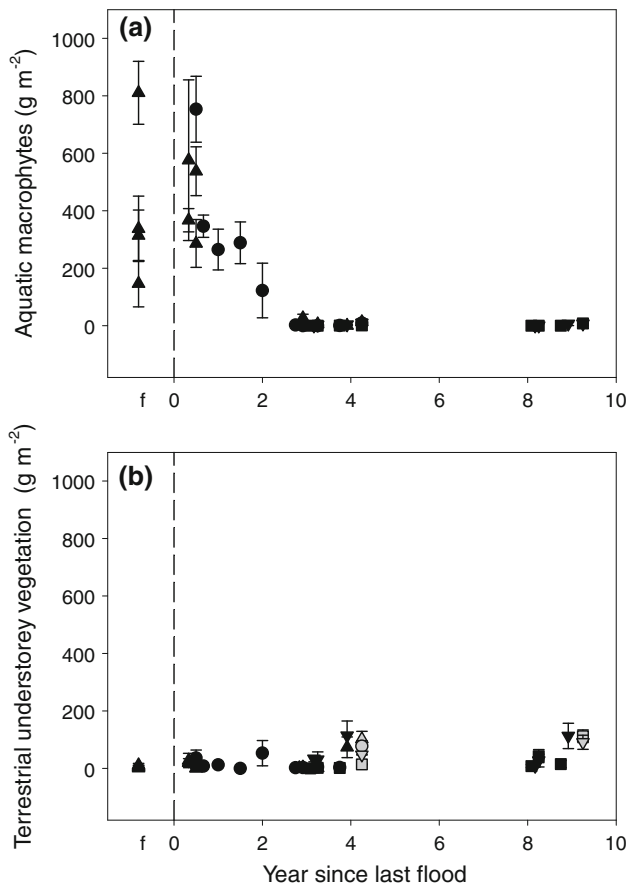 (a)
Aquatic macrophytes (g m⁻²)
1000
800
600
400
200
0
f 0 2 4 6 8 10
(b)
Terrestrial understorey vegetation (g m⁻²)
1000
800
600
400
200
0
f 0 2 4 6 8 10
Year since last flood